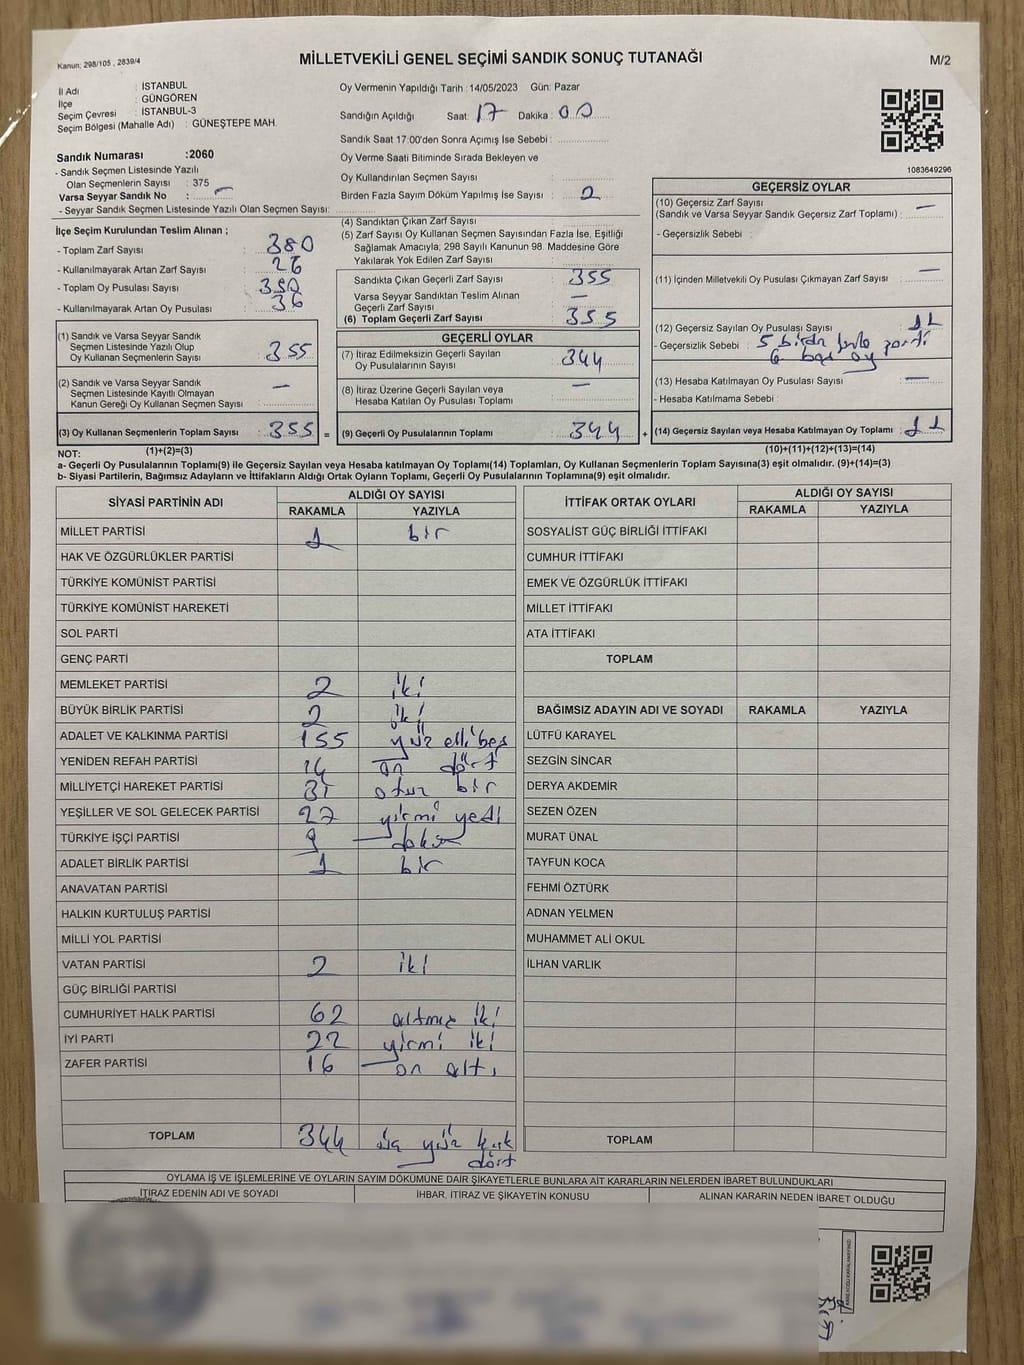 Kanun; 298/105 , 2839/4
MİLLETVEKİLİ GENEL SEÇİMİ SANDIK SONUÇ TUTANAĞI
M/2
İl Adı : İSTANBUL
İlçe : GÜNGÖREN
Seçim Çevresi : İSTANBUL-3
Seçim Bölgesi (Mahalle Adı) : GÜNEŞTEPE MAH.
Oy Vermenin Yapıldığı Tarih :14/05/2023 Gün: Pazar
Sandığın Açıldığı Saat: 17 Dakika : 00
Sandık Saat 17:00'den Sonra Açımış İse Sebebi :
Oy Verme Saati Bitiminde Sırada Bekleyen ve
Oy Kullandırılan Seçmen Sayısı :
Birden Fazla Sayım Döküm Yapılmış İse Sayısı : 2
1083649296
Sandık Numarası :2060
- Sandık Seçmen Listesinde Yazılı
Olan Seçmenlerin Sayısı : 375
Varsa Seyyar Sandık No : —
- Seyyar Sandık Seçmen Listesinde Yazılı Olan Seçmen Sayısı:
İlçe Seçim Kurulundan Teslim Alınan ;
- Toplam Zarf Sayısı : 380
- Kullanılmayarak Artan Zarf Sayısı : 26
- Toplam Oy Pusulası Sayısı :
- Kullanılmayarak Artan Oy Pusulası : 36
(4) Sandıktan Çıkan Zarf Sayısı :
(5) Zarf Sayısı Oy Kullanan Seçmen Sayısından Fazla İse, Eşitliği
Sağlamak Amacıyla, 298 Sayılı Kanunun 98. Maddesine Göre
Yakılarak Yok Edilen Zarf Sayısı :
Sandıkta Çıkan Geçerli Zarf Sayısı : 355
Varsa Seyyar Sandıktan Teslim Alınan
Geçerli Zarf Sayısı : —
(6) Toplam Geçerli Zarf Sayısı : 355
GEÇERSİZ OYLAR
(10) Geçersiz Zarf Sayısı
(Sandık ve Varsa Seyyar Sandık Geçersiz Zarf Toplamı) : —
- Geçersizlik Sebebi :
(11) İçinden Milletvekili Oy Pusulası Çıkmayan Zarf Sayısı : —
(12) Geçersiz Sayılan Oy Pusulası Sayısı : 11
- Geçersizlik Sebebi : 5 birden fazla parti
6 boş oy
(13) Hesaba Katılmayan Oy Pusulası Sayısı : —
- Hesaba Katılmama Sebebi :
(14) Geçersiz Sayılan veya Hesaba Katılmayan Oy Toplamı : 11
(10)+(11)+(12)+(13)=(14)
(1) Sandık ve Varsa Seyyar Sandık
Seçmen Listesinde Yazılı Olup
Oy Kullanan Seçmenlerin Sayısı : 355
(2) Sandık ve Varsa Seyyar Sandık
Seçmen Listesinde Kayıtlı Olmayan
Kanun Gereği Oy Kullanan Seçmen Sayısı : —
(3) Oy Kullanan Seçmenlerin Toplam Sayısı : 355 =
(1)+(2)=(3)
GEÇERLİ OYLAR
(7) İtiraz Edilmeksizin Geçerli Sayılan
Oy Pusulalarının Sayısı : 344
(8) İtiraz Üzerine Geçerli Sayılan veya
Hesaba Katılan Oy Pusulası Toplamı : —
(9) Geçerli Oy Pusulalarının Toplamı : 344 +
NOT:
a- Geçerli Oy Pusulalarının Toplamı(9) ile Geçersiz Sayılan veya Hesaba katılmayan Oy Toplamı(14) Toplamları, Oy Kullanan Seçmenlerin Toplam Sayısına(3) eşit olmalıdır. (9)+(14)=(3)
b- Siyasi Partilerin, Bağımsız Adayların ve İttifakların Aldığı Ortak Oyların Toplamı, Geçerli Oy Pusulalarının Toplamına(9) eşit olmalıdır.
SİYASİ PARTİNİN ADI ALDIĞI OY SAYISI
RAKAMLA YAZIYLA
MİLLET PARTİSİ 1 bir
HAK VE ÖZGÜRLÜKLER PARTİSİ
TÜRKİYE KOMÜNİST PARTİSİ
TÜRKİYE KOMÜNİST HAREKETİ
SOL PARTİ
GENÇ PARTİ
MEMLEKET PARTİSİ 2 iki
BÜYÜK BİRLİK PARTİSİ 2 iki
ADALET VE KALKINMA PARTİSİ 155 yüz elli beş
YENİDEN REFAH PARTİSİ 14 on dört
MİLLİYETÇİ HAREKET PARTİSİ 31 otuz bir
YEŞİLLER VE SOL GELECEK PARTİSİ 27 yirmi yedi
TÜRKİYE İŞÇİ PARTİSİ 9 dokuz
ADALET BİRLİK PARTİSİ 1 bir
ANAVATAN PARTİSİ
HALKIN KURTULUŞ PARTİSİ
MİLLİ YOL PARTİSİ
VATAN PARTİSİ 2 iki
GÜÇ BİRLİĞİ PARTİSİ
CUMHURİYET HALK PARTİSİ 62 altmış iki
İYİ PARTİ 22 yirmi iki
ZAFER PARTİSİ 16 on altı
TOPLAM 344 üç yüz kırk
dört
İTTİFAK ORTAK OYLARI ALDIĞI OY SAYISI
RAKAMLA YAZIYLA
SOSYALİST GÜÇ BİRLİĞİ İTTİFAKI
CUMHUR İTTİFAKI
EMEK VE ÖZGÜRLÜK İTTİFAKI
MİLLET İTTİFAKI
ATA İTTİFAKI
TOPLAM
BAĞIMSIZ ADAYIN ADI VE SOYADI RAKAMLA YAZIYLA
LÜTFÜ KARAYEL
SEZGİN SİNCAR
DERYA AKDEMİR
SEZEN ÖZEN
MURAT ÜNAL
TAYFUN KOCA
FEHMİ ÖZTÜRK
ADNAN YELMEN
MUHAMMET ALİ OKUL
İLHAN VARLIK
TOPLAM
OYLAMA İŞ VE İŞLEMLERİNE VE OYLARIN SAYIM DÖKÜMÜNE DAİR ŞİKAYETLERLE BUNLARA AİT KARARLARIN NELERDEN İBARET BULUNDUKLARI
İTİRAZ EDENİN ADI VE SOYADI İHBAR, İTİRAZ VE ŞİKAYETİN KONUSU ALINAN KARARIN NEDEN İBARET OLDUĞU